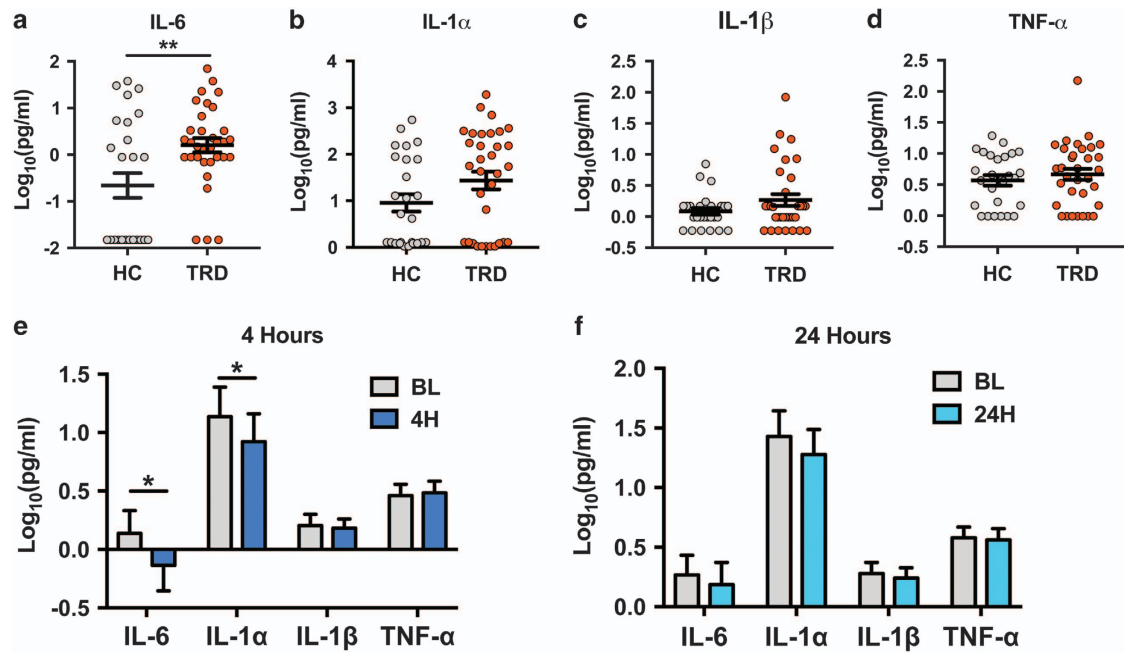 a IL-6
**
Log10(pg/ml)
2
1
0
-1
-2
HC TRD
b IL-1α
Log10(pg/ml)
4
3
2
1
0
HC TRD
c IL-1β
Log10(pg/ml)
2.5
2.0
1.5
1.0
0.5
0.0
-0.5
HC TRD
d TNF-α
Log10(pg/ml)
2.5
2.0
1.5
1.0
0.5
0.0
-0.5
HC TRD
e 4 Hours
Log10(pg/ml)
1.5
1.0
0.5
0.0
-0.5
*
*
BL
4H
IL-6 IL-1α IL-1β TNF-α
f 24 Hours
Log10(pg/ml)
2.0
1.5
1.0
0.5
0.0
BL
24H
IL-6 IL-1α IL-1β TNF-α